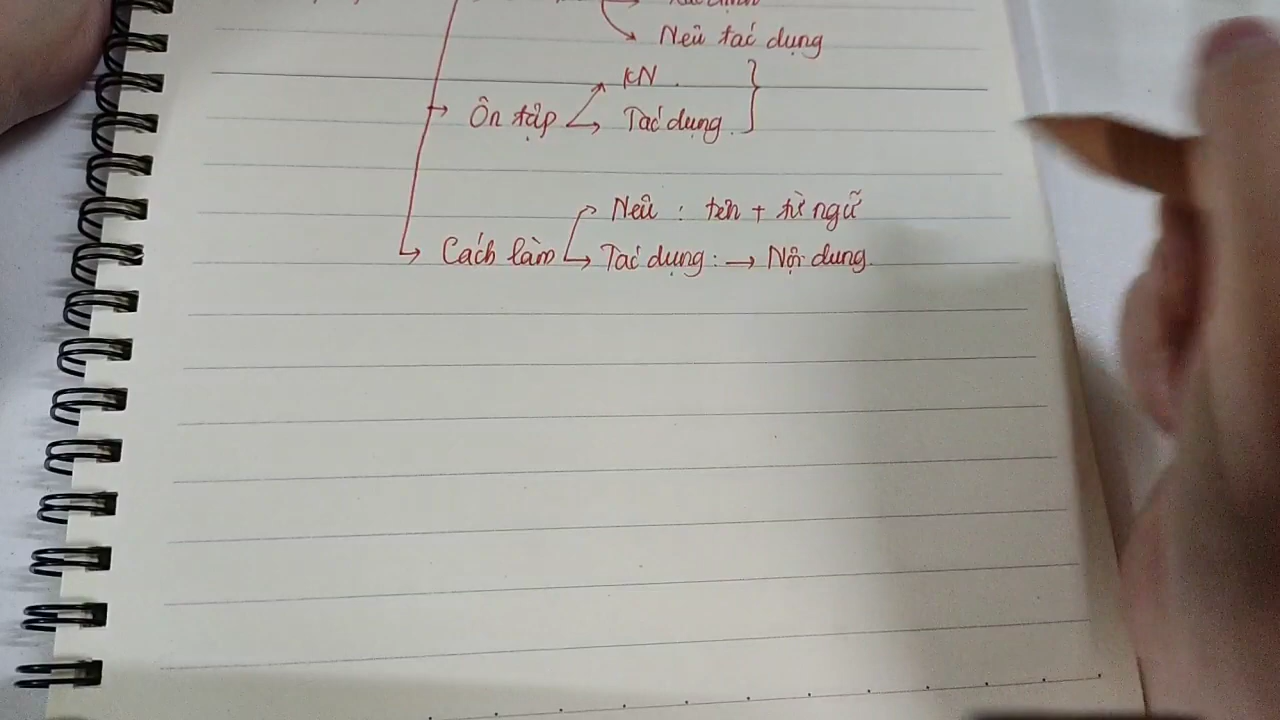 Nêu tác dụng
KN.
Ôn tập Tác dụng.
Nêu : tên + từ ngữ
Cách làm Tác dụng : → Nội dung.